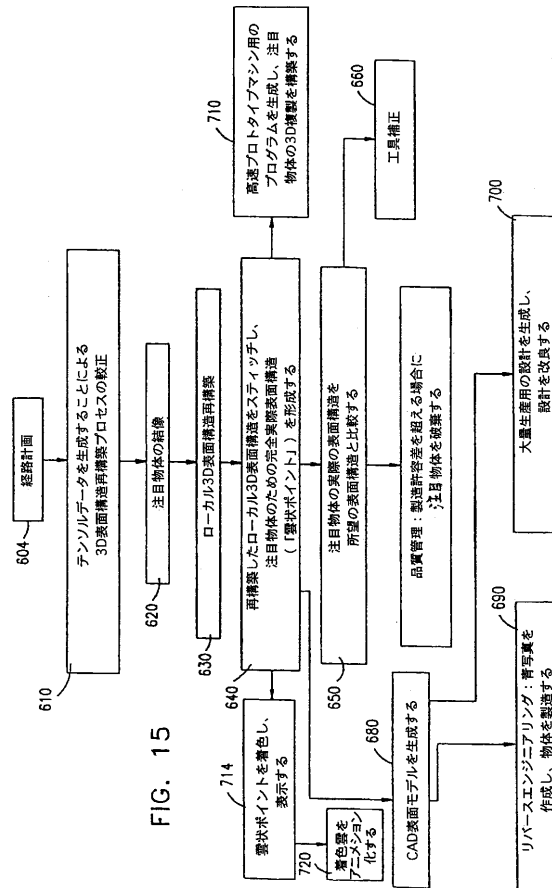 FIG. 15
604
経路計画
610
テンソルデータを生成することによる
3D表面構造再構築プロセスの較正
620
注目物体の結像
630
ローカル3D表面構造再構築
640
再構築したローカル3D表面構造をスティッチし、
注目物体のための完全実際表面構造
(「雲状ポイント」)を形成する
710
高速プロトタイプマシン用の
プログラムを生成し、注目
物体の3D複製を構築する
714
雲状ポイントを着色し、
表示する
720
着色雲を
アニメーション
化する
650
注目物体の実際の表面構造を
所望の表面構造と比較する
660
工具補正
品質管理：製造許容差を超える場合に
注目物体を破棄する
680
CAD表面モデルを生成する
690
リバースエンジニアリング：青写真を
作成し、物体を製造する
700
大量生産用の設計を生成し、
設計を改良する